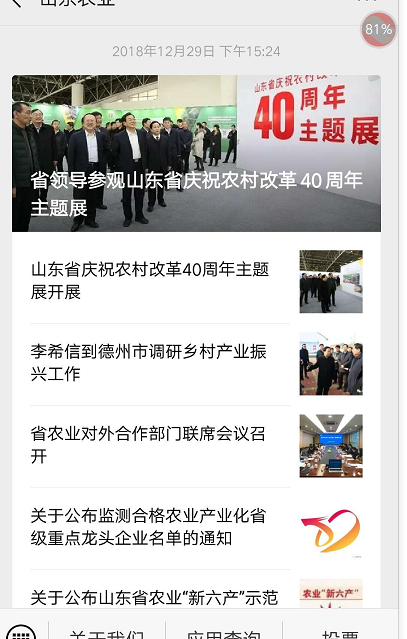 山东农业
81%
2018年12月29日 下午15:24
山东省庆祝农村改革
40周年
主题展
省领导参观山东省庆祝农村改革 40 周年
主题展
山东省庆祝农村改革40周年主题
展开展
李希信到德州市调研乡村产业振
兴工作
省农业对外合作部门联席会议召
开
关于公布监测合格农业产业化省
级重点龙头企业名单的通知
关于公布山东省农业“新六产”示范
农业"新六产"
关于我们
应用查询
投票